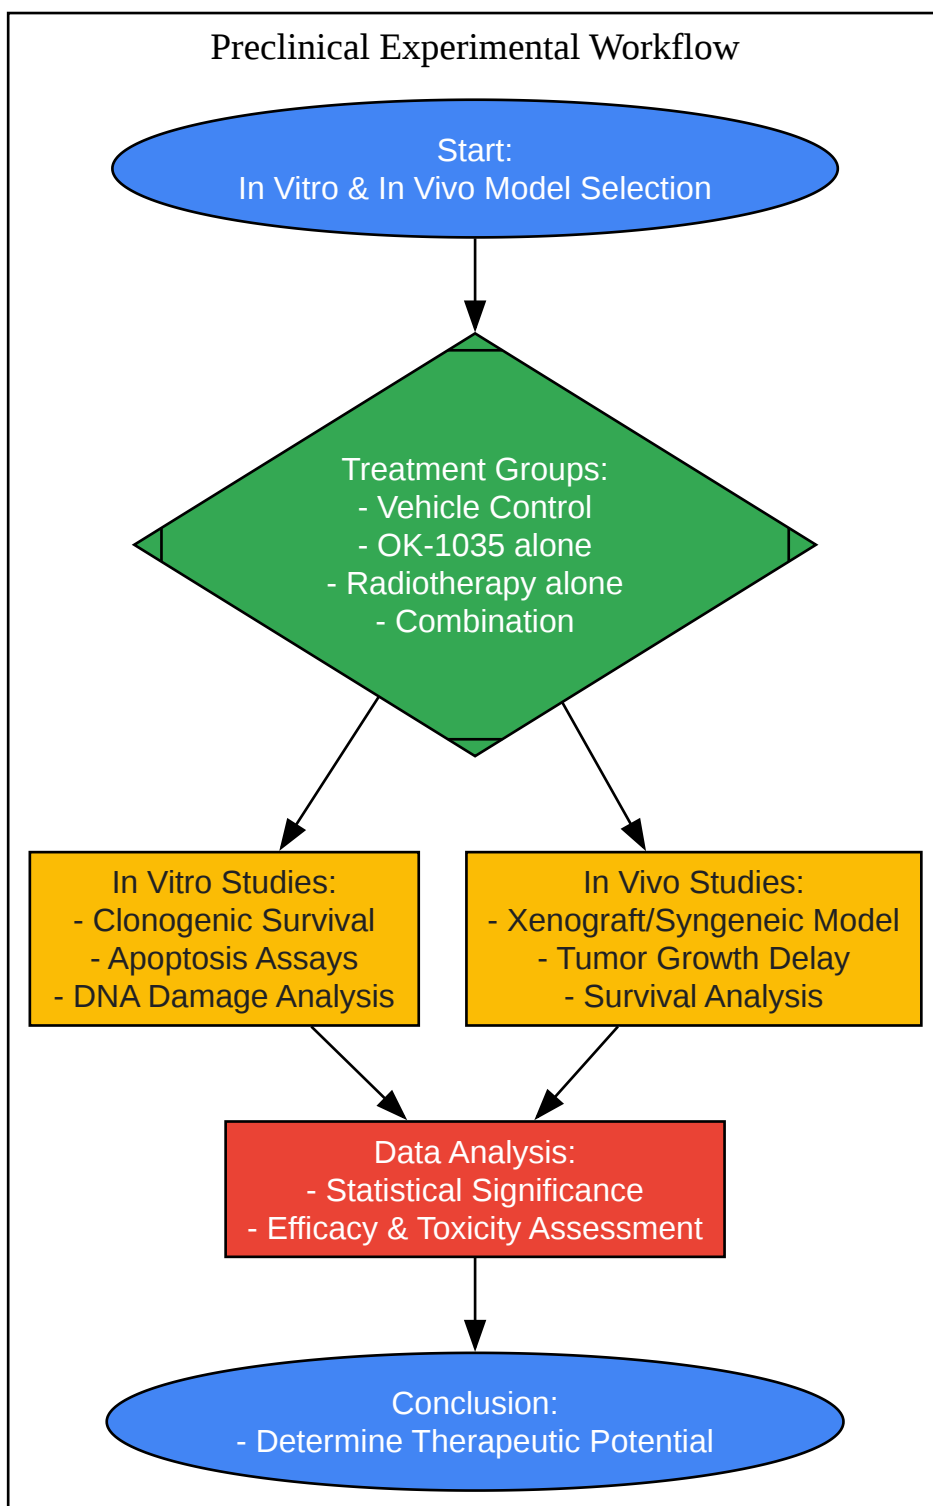 Preclinical Experimental Workflow
Start:
In Vitro & In Vivo Model Selection
Treatment Groups:
- Vehicle Control
- OK-1035 alone
- Radiotherapy alone
- Combination
In Vitro Studies:
- Clonogenic Survival
- Apoptosis Assays
- DNA Damage Analysis
In Vivo Studies:
- Xenograft/Syngeneic Model
- Tumor Growth Delay
- Survival Analysis
Data Analysis:
- Statistical Significance
- Efficacy & Toxicity Assessment
Conclusion:
- Determine Therapeutic Potential